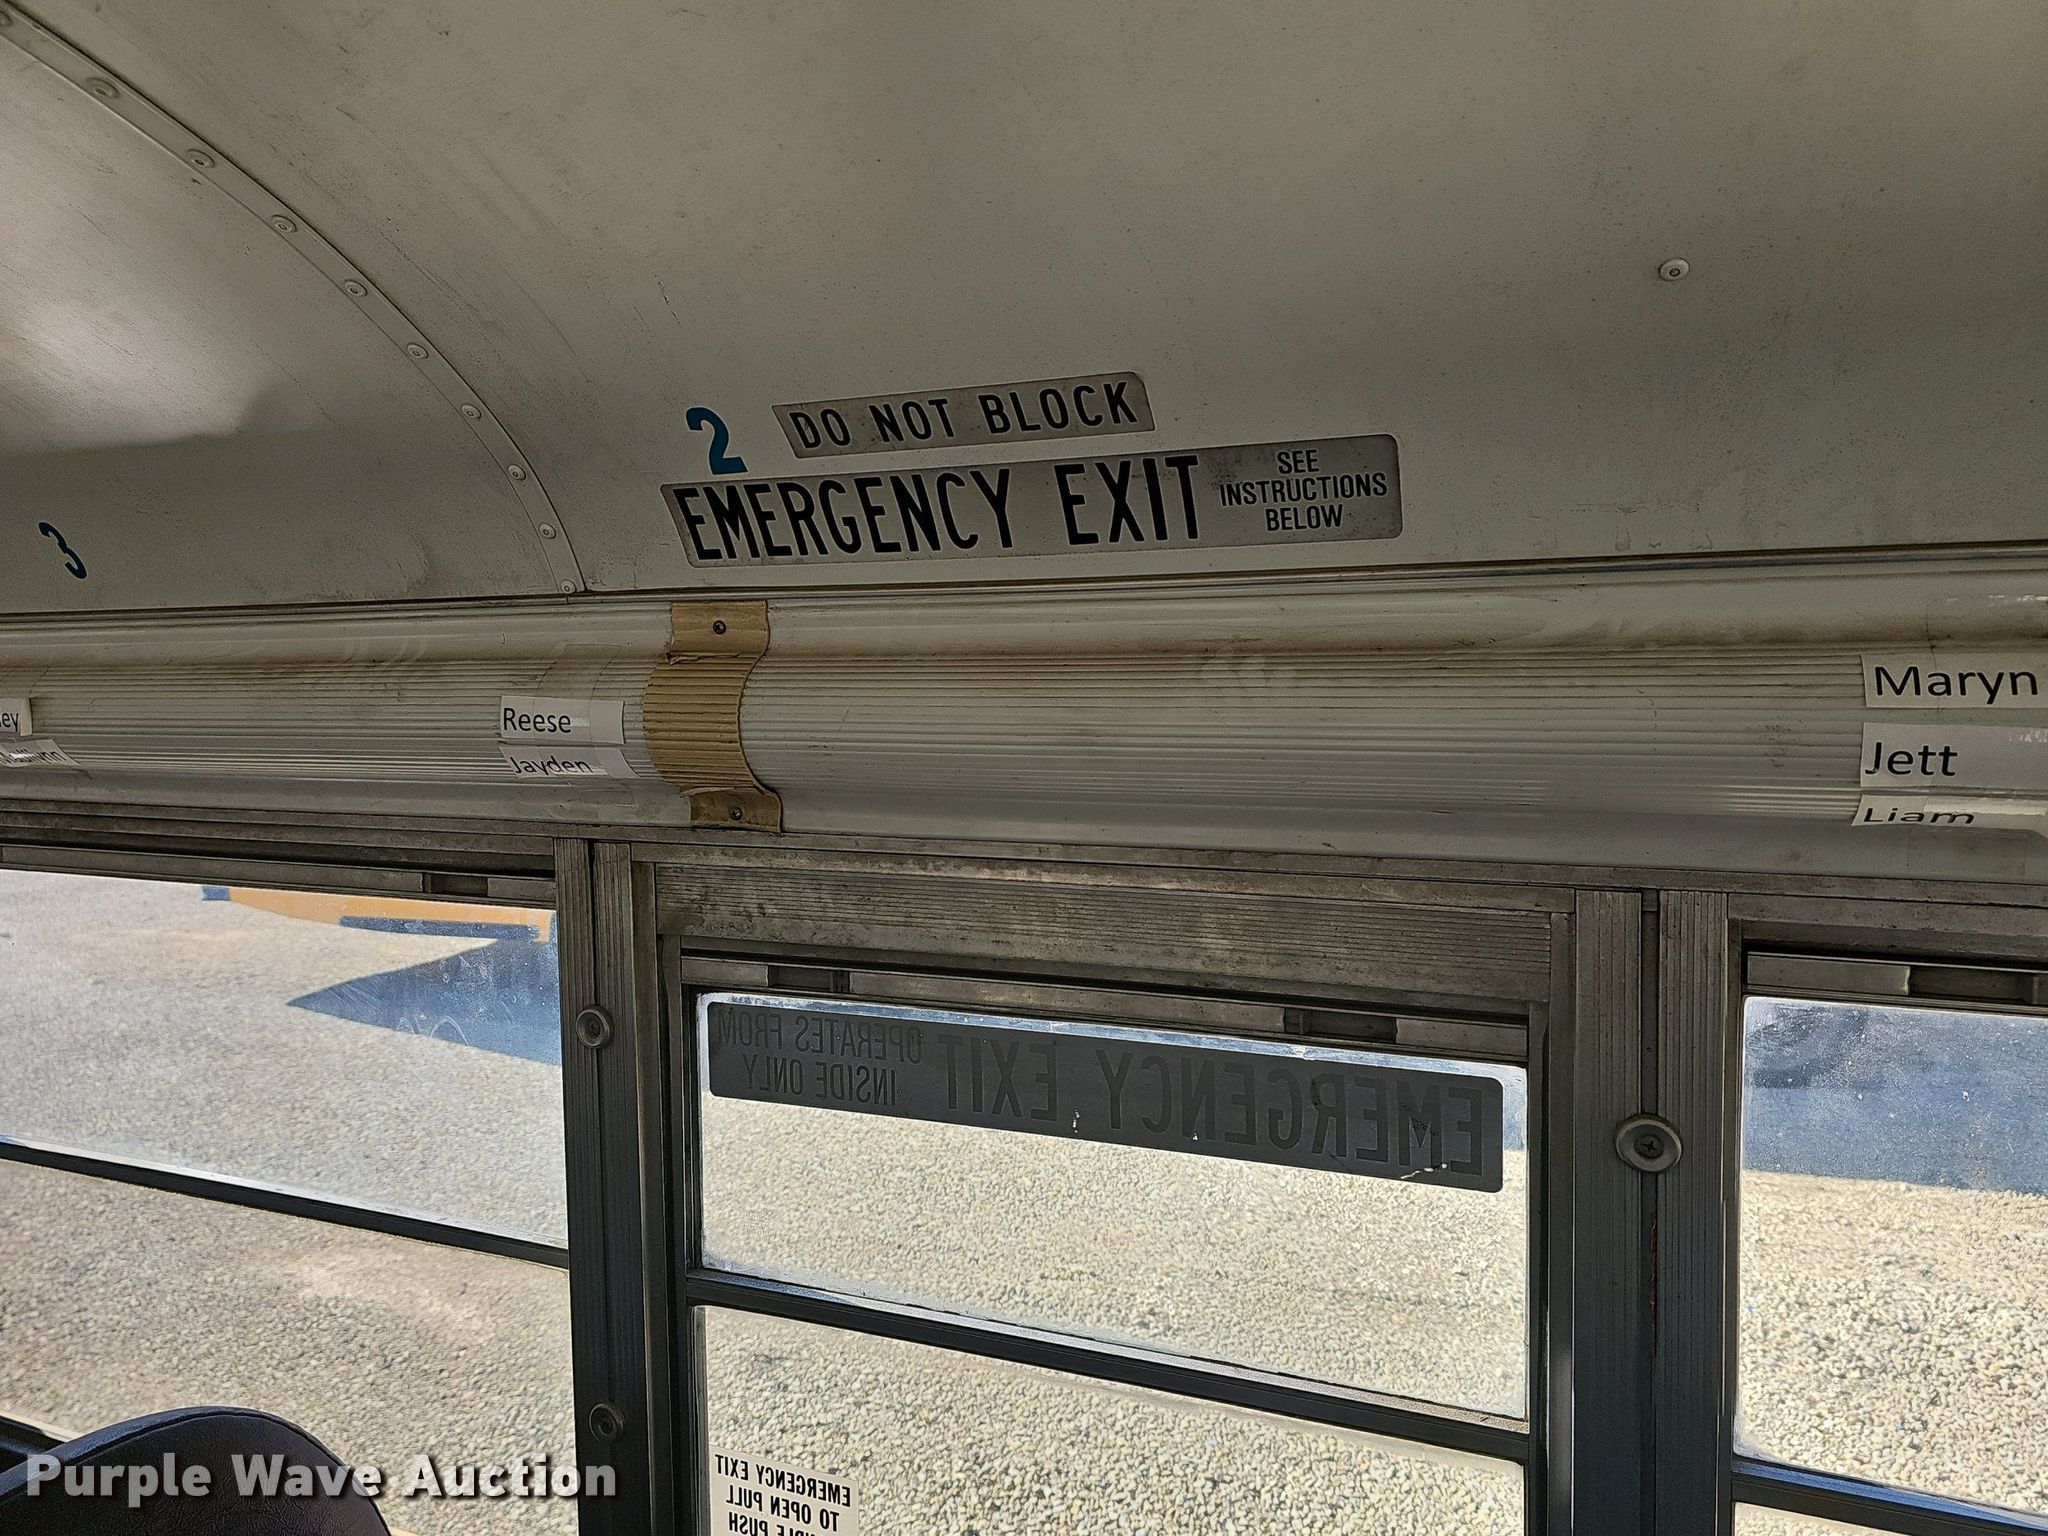 2
DO NOT BLOCK
EMERGENCY EXIT
SEE
INSTRUCTIONS
BELOW
3
Maryn
Reese
Jett
Jayden
Liam
EMERGENCY EXIT
OPERATES FROM
INSIDE ONLY
EMERGENCY EXIT
TO OPEN PULL
PUSH
Purple Wave Auction